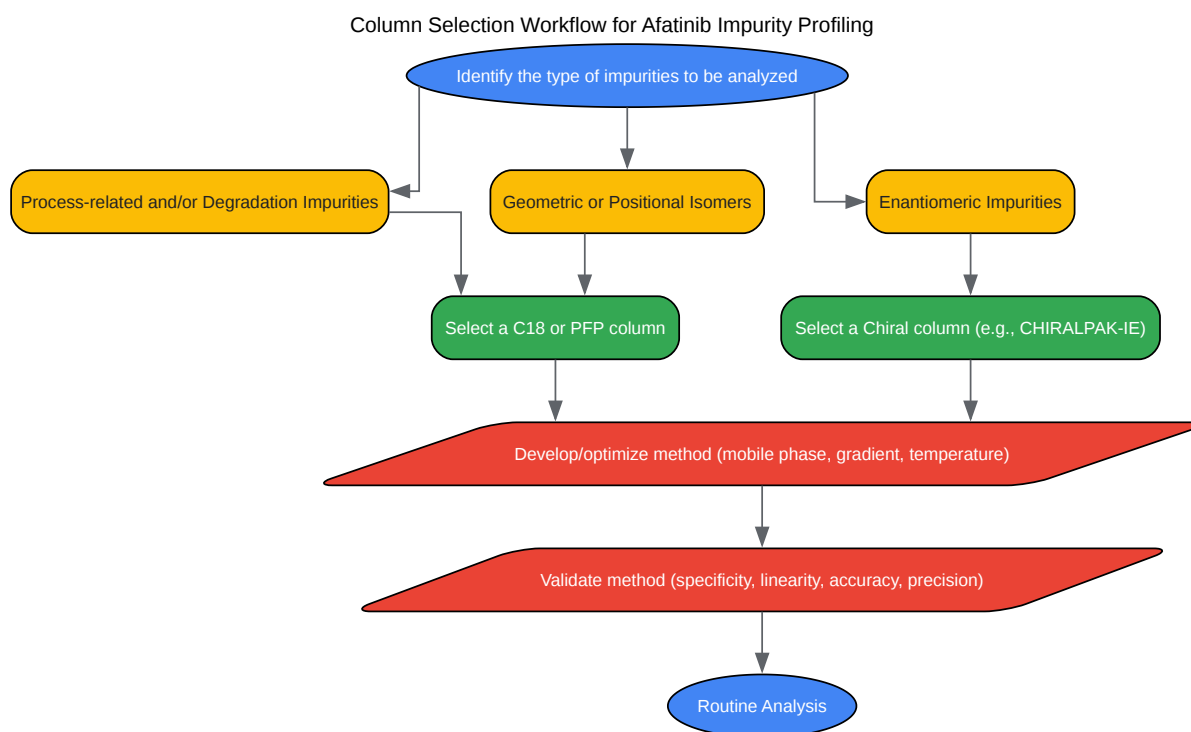 Column Selection Workflow for Afatinib Impurity Profiling
Identify the type of impurities to be analyzed
Process-related and/or Degradation Impurities
Geometric or Positional Isomers
Enantiomeric Impurities
Select a C18 or PFP column
Select a Chiral column (e.g., CHIRALPAK-IE)
Develop/optimize method (mobile phase, gradient, temperature)
Validate method (specificity, linearity, accuracy, precision)
Routine Analysis